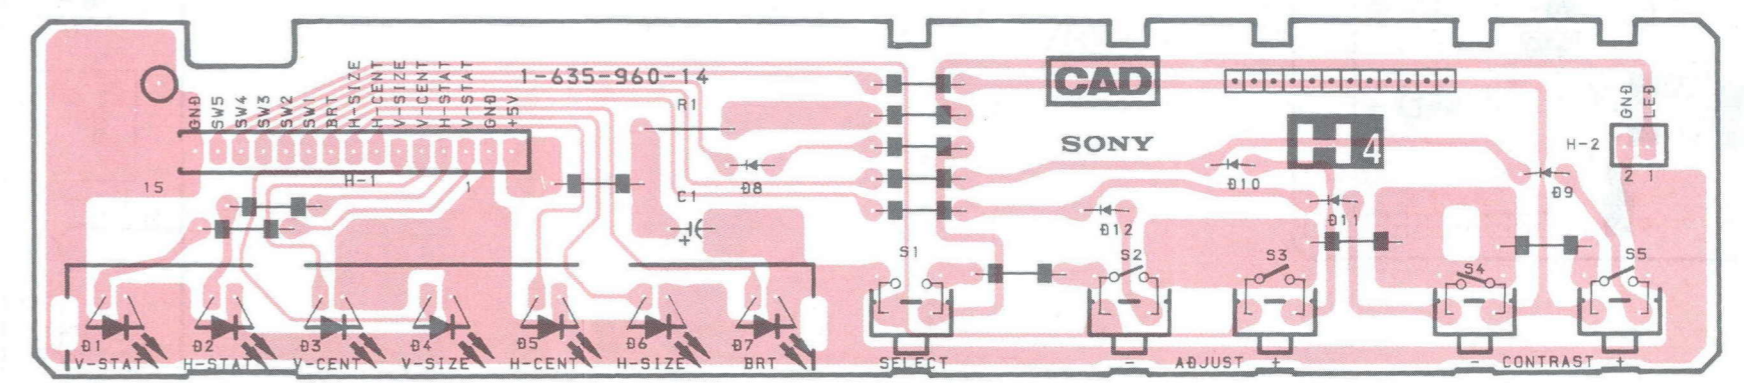 1-635-960-14
GND
SW5
SW4
SW3
SW2
SW1
BRT
H-SIZE
H-CENT
V-SIZE
V-CENT
H-STAT
V-STAT
GND
+5V
15
H-1
1
R1
D8
C1
+
CAD
SONY
H4
D10
D11
D12
D9
GND
LED
H-2
2 1
S1
S2
S3
S4
S5
D1
D2
D3
D4
D5
D6
D7
V-STAT
H-STAT
V-CENT
V-SIZE
H-CENT
H-SIZE
BRT
SELECT
- ADJUST +
- CONTRAST +